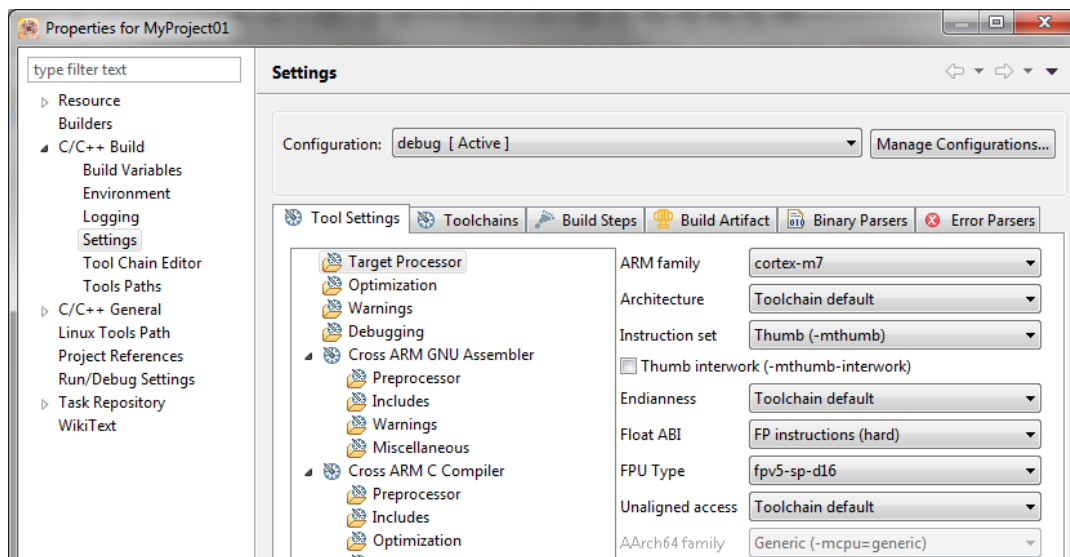 Properties for MyProject01
type filter text
Resource
Builders
C/C++ Build
Build Variables
Environment
Logging
Settings
Tool Chain Editor
Tools Paths
C/C++ General
Linux Tools Path
Project References
Run/Debug Settings
Task Repository
WikiText
Settings
Configuration: debug [ Active ] Manage Configurations...
Tool Settings Toolchains Build Steps Build Artifact Binary Parsers Error Parsers
Target Processor
Optimization
Warnings
Debugging
Cross ARM GNU Assembler
Preprocessor
Includes
Warnings
Miscellaneous
Cross ARM C Compiler
Preprocessor
Includes
Optimization
ARM family cortex-m7
Architecture Toolchain default
Instruction set Thumb (-mthumb)
Thumb interwork (-mthumb-interwork)
Endianness Toolchain default
Float ABI FP instructions (hard)
FPU Type fpv5-sp-d16
Unaligned access Toolchain default
AArch64 family Generic (-mcpu=generic)